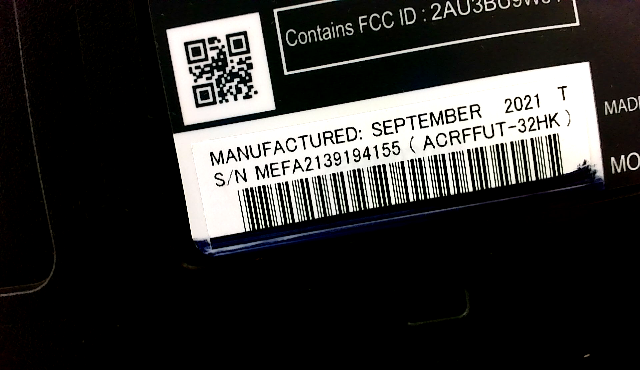 Contains FCC ID :
MANUFACTURED: SEPTEMBER 2021 T
S/N MEFA2139194155 ( ACRFFUT-32HK )